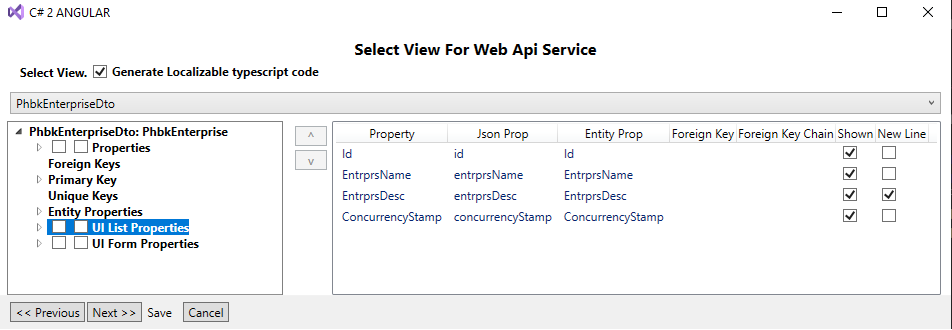 C# 2 ANGULAR
Select View For Web Api Service
Select View. Generate Localizable typescript code
PhbkEnterpriseDto
PhbkEnterpriseDto: PhbkEnterprise
Properties
Foreign Keys
Primary Key
Unique Keys
Entity Properties
UI List Properties
UI Form Properties
Property Json Prop Entity Prop Foreign Key Foreign Key Chain Shown New Line
Id id Id
EntrprsName entrprsName EntrprsName
EntrprsDesc entrprsDesc EntrprsDesc
ConcurrencyStamp concurrencyStamp ConcurrencyStamp
<< Previous Next >> Save Cancel